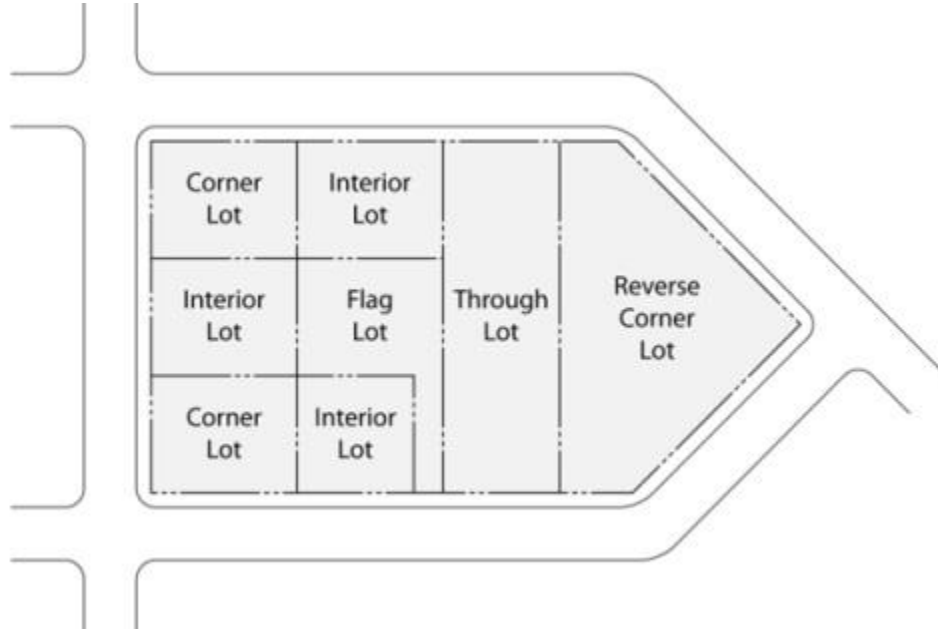 Corner
Lot
Interior
Lot
Interior
Lot
Flag
Lot
Through
Lot
Reverse
Corner
Lot
Corner
Lot
Interior
Lot